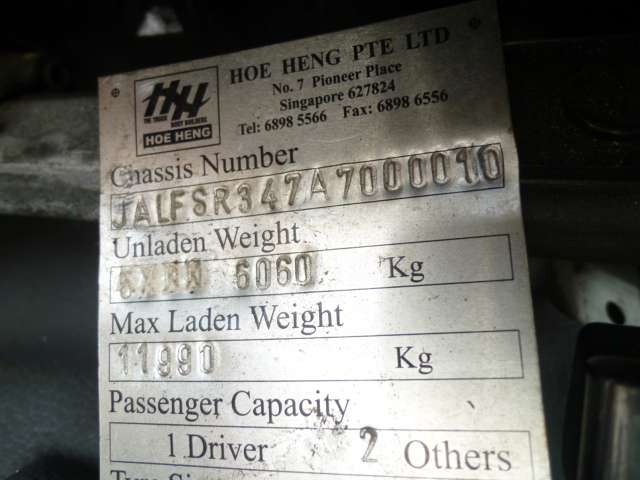 HH
THE TRUCK BODY BUILDERS
HOE HENG
HOE HENG PTE LTD
No. 7 Pioneer Place
Singapore 627824
Tel: 6898 5566 Fax: 6898 6556
Chassis Number
JALFSR347A7000010
Unladen Weight
6060 Kg
Max Laden Weight
11990 Kg
Passenger Capacity
1 Driver 2 Others